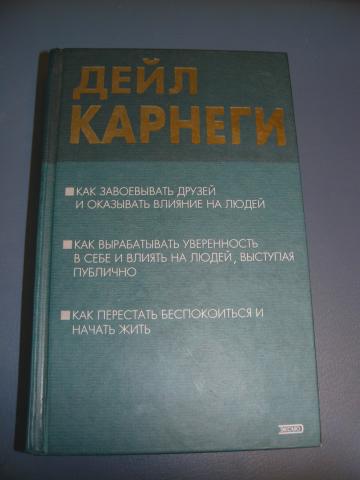 ДЕЙЛ
КАРНЕГИ
КАК ЗАВОЕВЫВАТЬ ДРУЗЕЙ
И ОКАЗЫВАТЬ ВЛИЯНИЕ НА ЛЮДЕЙ
КАК ВЫРАБАТЫВАТЬ УВЕРЕННОСТЬ
В СЕБЕ И ВЛИЯТЬ НА ЛЮДЕЙ, ВЫСТУПАЯ
ПУБЛИЧНО
КАК ПЕРЕСТАТЬ БЕСПОКОИТЬСЯ И
НАЧАТЬ ЖИТЬ
ЭКСМО